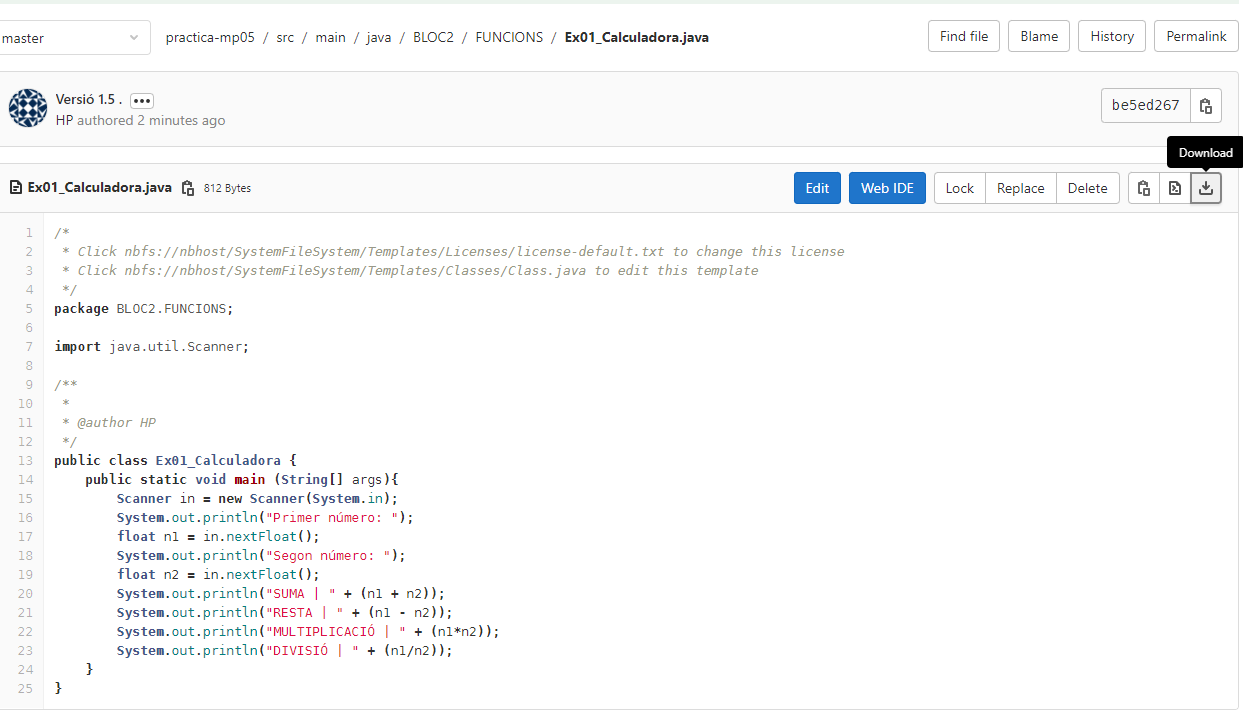 master practica-mp05 / src / main / java / BLOC2 / FUNCIONS / Ex01_Calculadora.java Find file Blame History Permalink
Versió 1.5 . •••
HP authored 2 minutes ago
be5ed267
Download
Ex01_Calculadora.java 812 Bytes Edit Web IDE Lock Replace Delete
1 /*
2  * Click nbfs://nbhost/SystemFileSystem/Templates/Licenses/license-default.txt to change this license
3  * Click nbfs://nbhost/SystemFileSystem/Templates/Classes/Class.java to edit this template
4  */
5 package BLOC2.FUNCIONS;
6
7 import java.util.Scanner;
8
9 /**
10  *
11  * @author HP
12  */
13 public class Ex01_Calculadora {
14     public static void main (String[] args){
15         Scanner in = new Scanner(System.in);
16         System.out.println("Primer número: ");
17         float n1 = in.nextFloat();
18         System.out.println("Segon número: ");
19         float n2 = in.nextFloat();
20         System.out.println("SUMA | " + (n1 + n2));
21         System.out.println("RESTA | " + (n1 - n2));
22         System.out.println("MULTIPLICACIÓ | " + (n1*n2));
23         System.out.println("DIVISIÓ | " + (n1/n2));
24     }
25 }